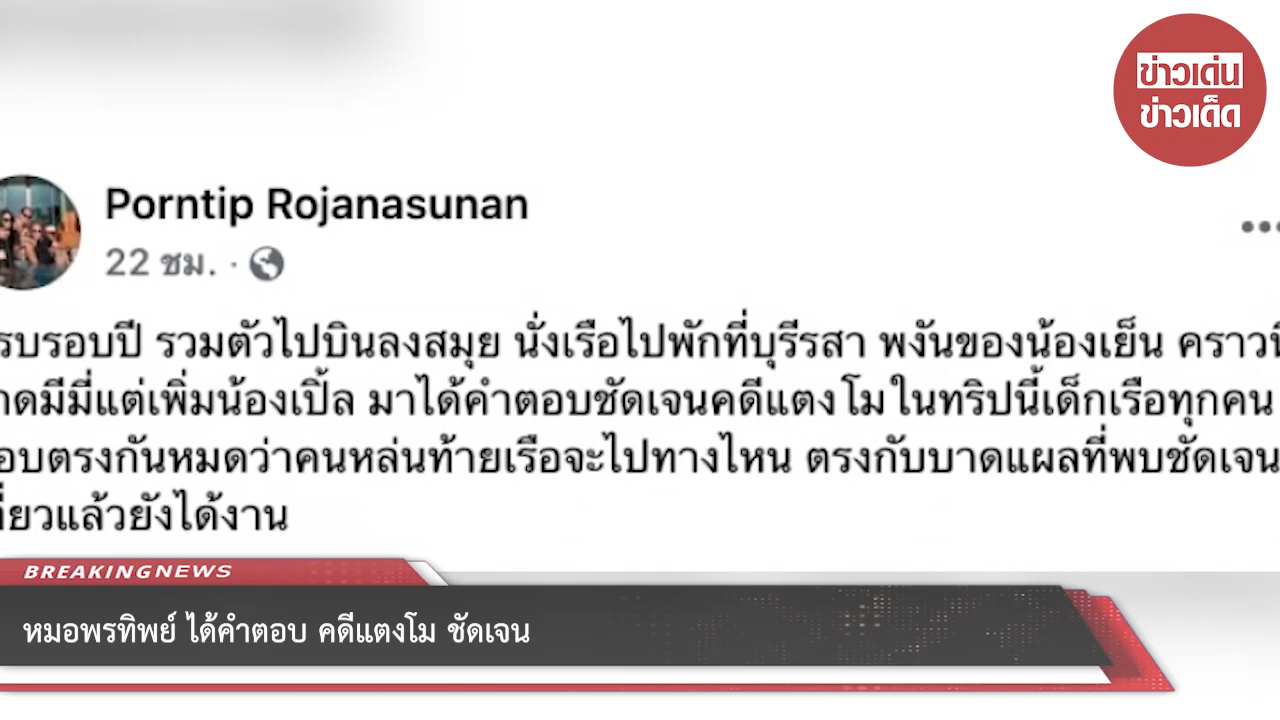 ข่าวเด่น
ข่าวเด็ด
Porntip Rojanasunan
22 ชม. ·
รบรอบปี รวมตัวไปบินลงสมุย นั่งเรือไปพักที่บุรีรสา พงันของน้องเย็น คราวนี้
าดมีมี่แต่เพิ่มน้องเปิ้ล มาได้คำตอบชัดเจนคดีแตงโมในทริปนี้เด็กเรือทุกคน
อบตรงกันหมดว่าคนหล่นท้ายเรือจะไปทางไหน ตรงกับบาดแผลที่พบชัดเจน
ที่ยวแล้วยังได้งาน
BREAKINGNEWS
หมอพรทิพย์ ได้คำตอบ คดีแตงโม ชัดเจน